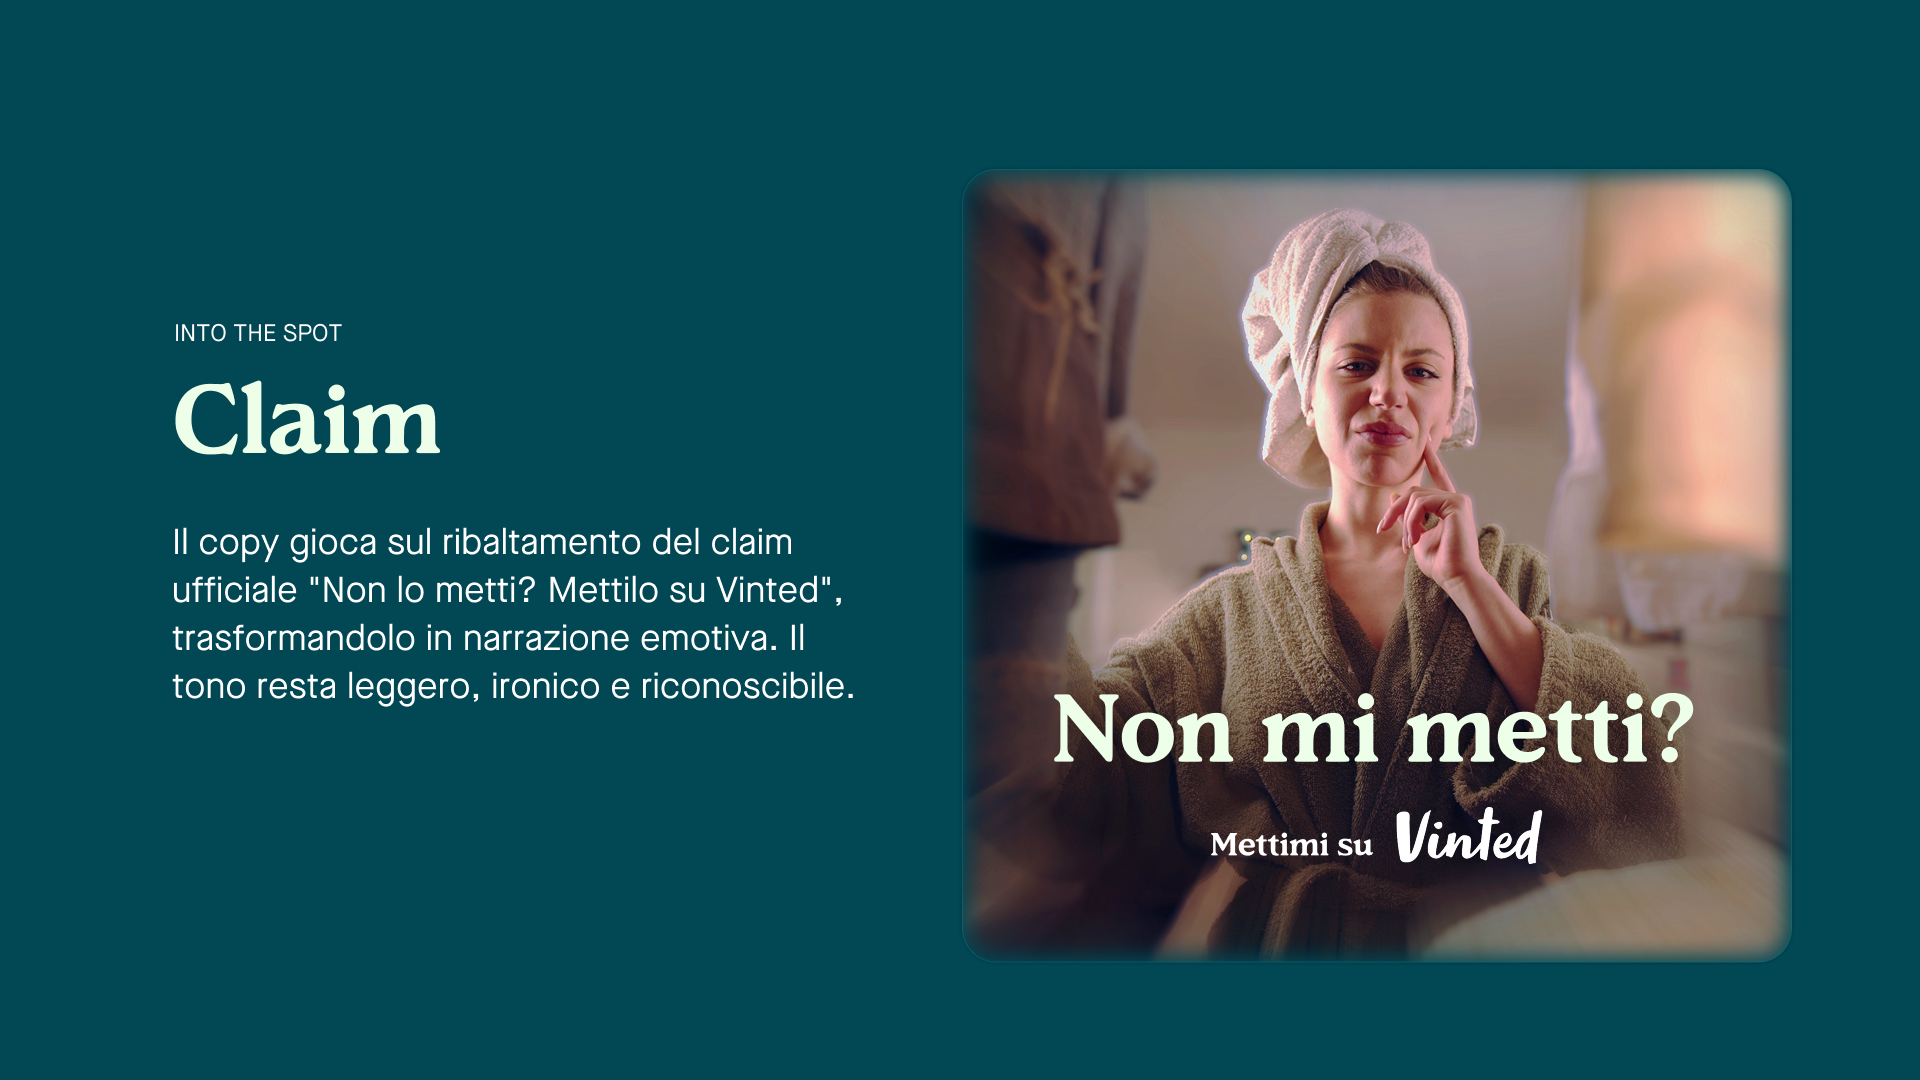 INTO THE SPOT
Claim
Il copy gioca sul ribaltamento del claim
ufficiale "Non lo metti? Mettilo su Vinted",
trasformandolo in narrazione emotiva. Il
tono resta leggero, ironico e riconoscibile.
Non mi metti?
Mettimi su Vinted